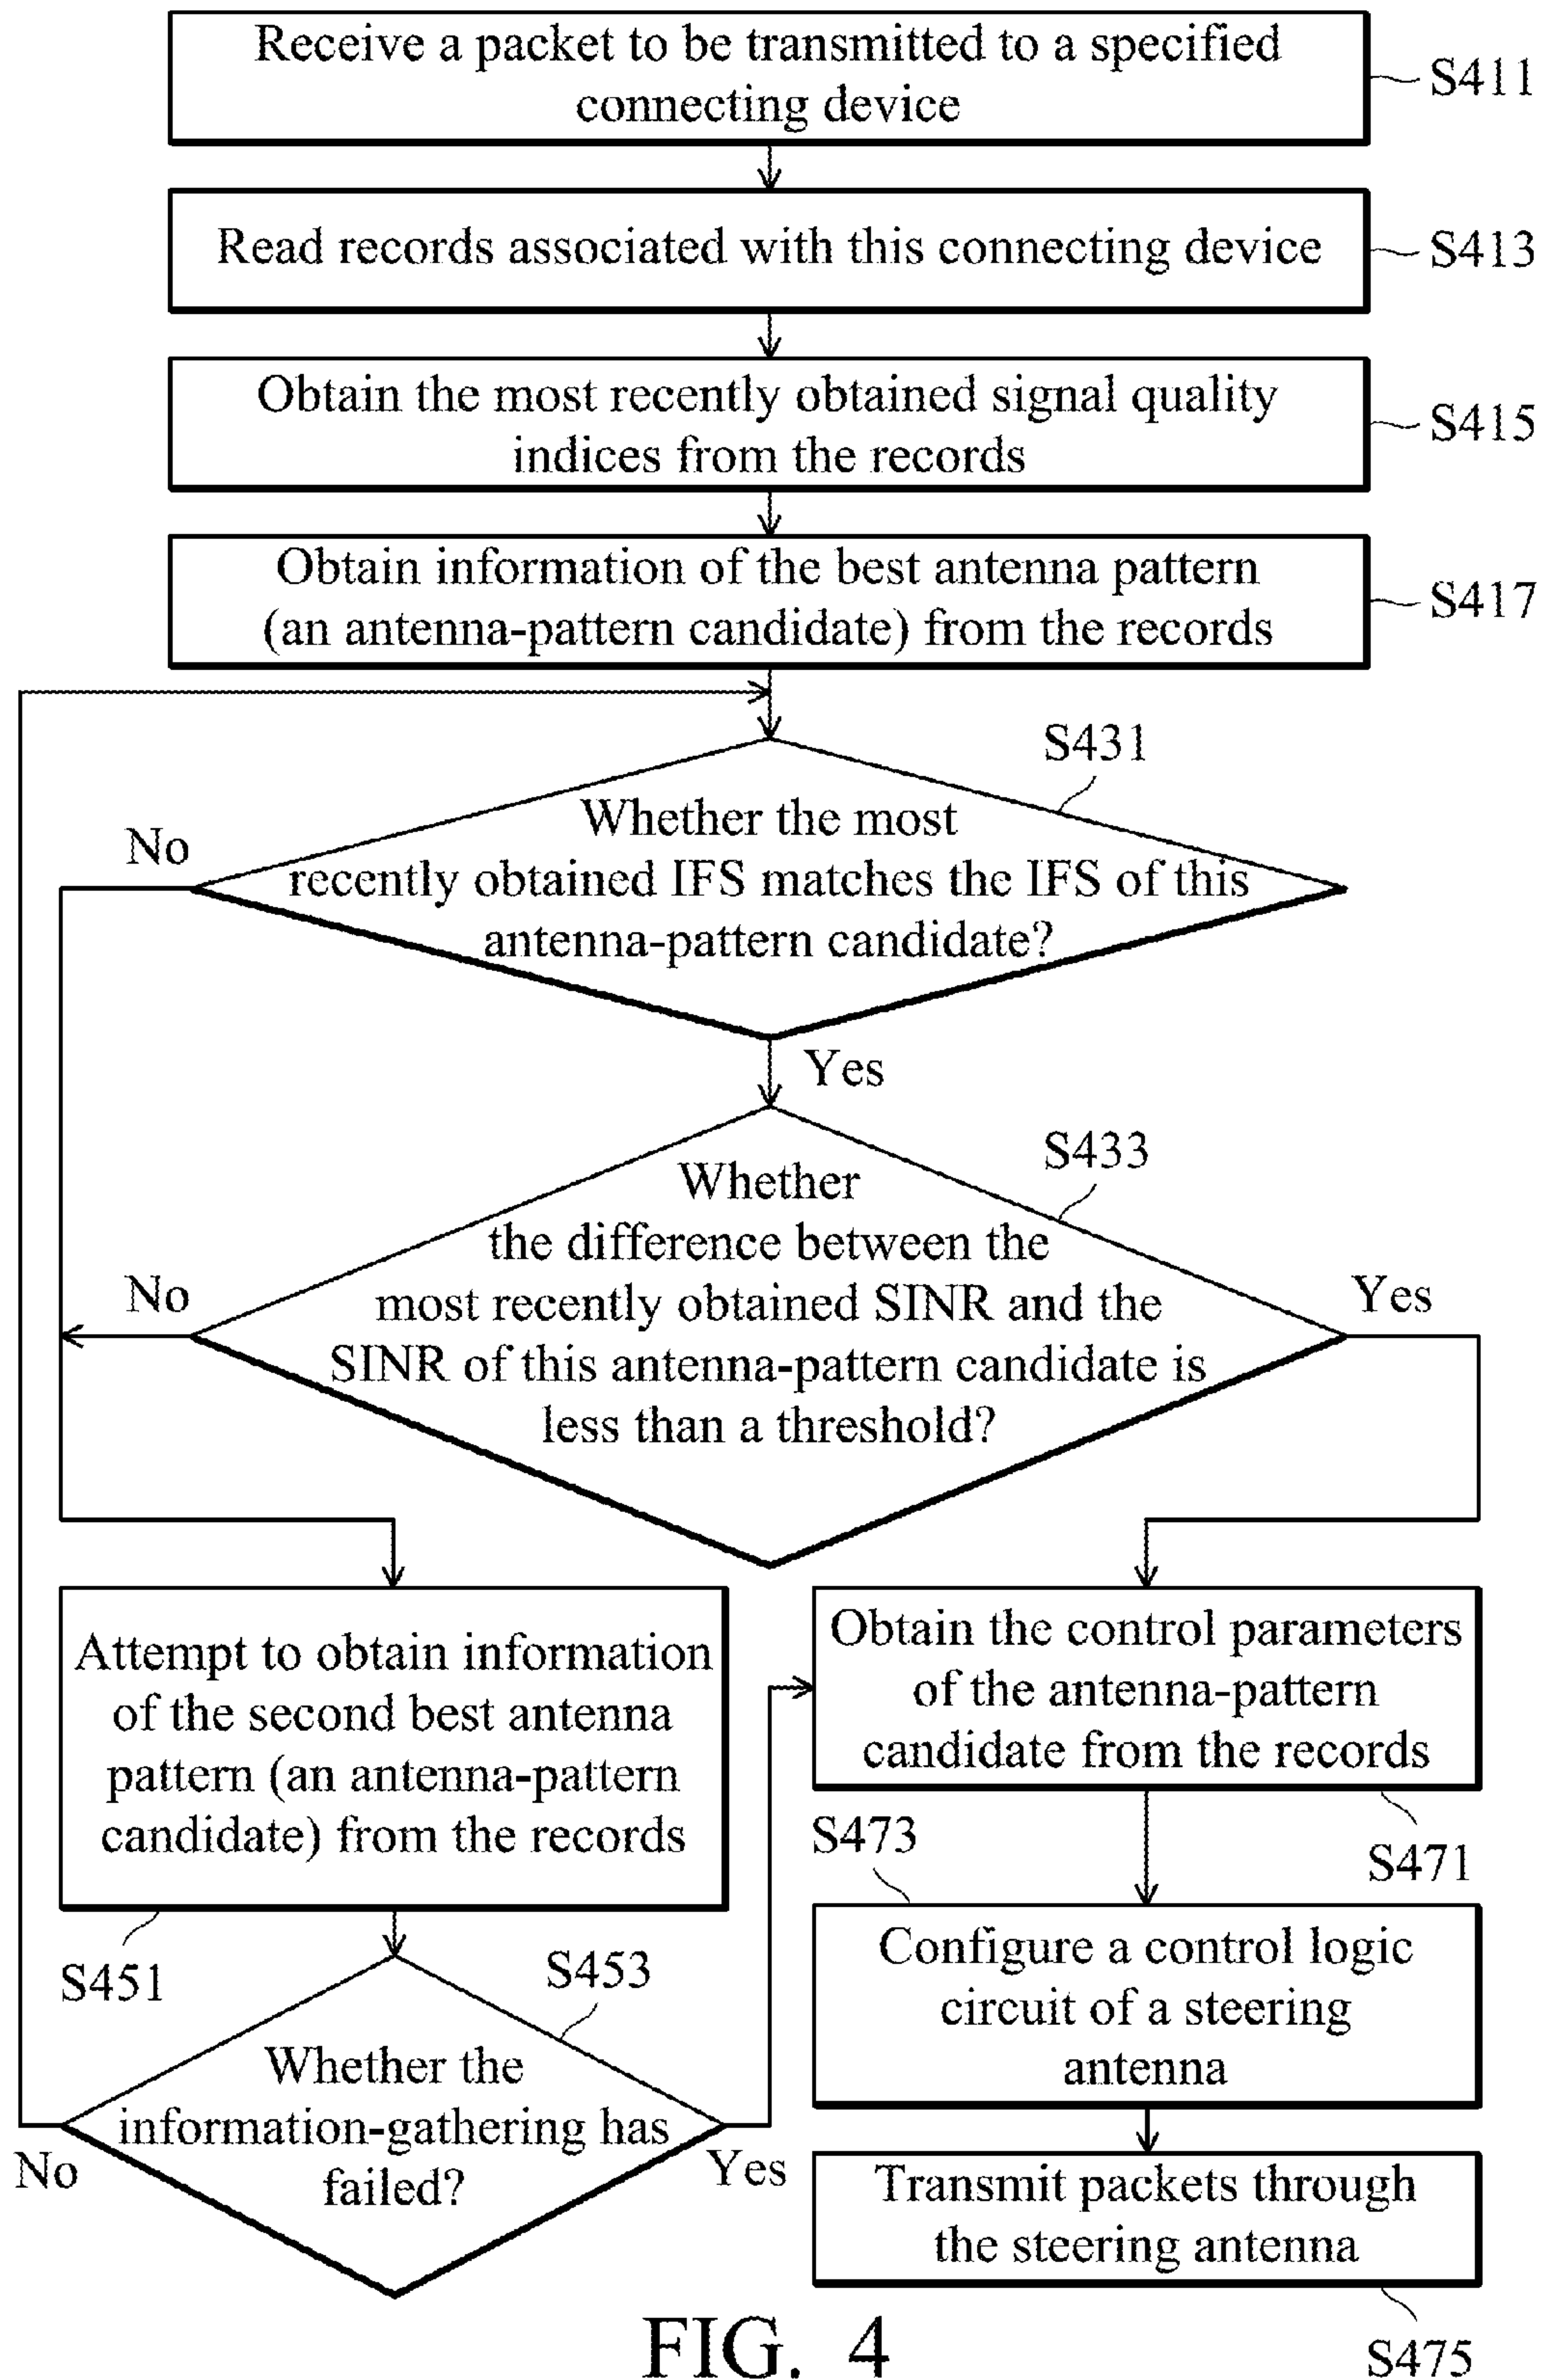 Receive a packet to be transmitted to a specified
connecting device
S411
Read records associated with this connecting device
S413
Obtain the most recently obtained signal quality
indices from the records
S415
Obtain information of the best antenna pattern
(an antenna-pattern candidate) from the records
S417
S431
Whether the most
recently obtained IFS matches the IFS of this
antenna-pattern candidate?
No
Yes
S433
Whether
the difference between the
most recently obtained SINR and the
SINR of this antenna-pattern candidate is
less than a threshold?
No
Yes
Attempt to obtain information
of the second best antenna
pattern (an antenna-pattern
candidate) from the records
S451
Obtain the control parameters
of the antenna-pattern
candidate from the records
S471
S473
Configure a control logic
circuit of a steering
antenna
S453
Whether the
information-gathering has
failed?
No
Yes
Transmit packets through
the steering antenna
S475
FIG. 4